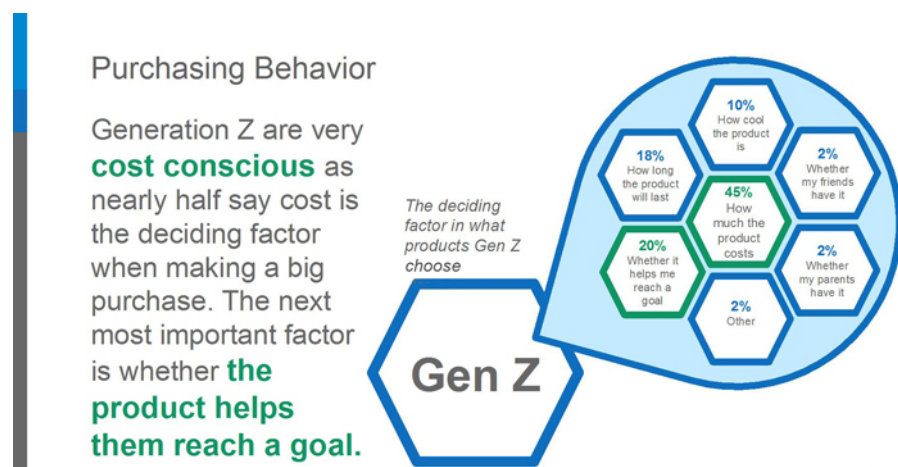 Purchasing Behavior
Generation Z are very
cost conscious as
nearly half say cost is
the deciding factor
when making a big
purchase. The next
most important factor
is whether the
product helps
them reach a goal.
The deciding
factor in what
products Gen Z
choose
Gen Z
10%
How cool
the product
is
18%
How long
the product
will last
2%
Whether
my friends
have it
45%
How
much the
product
costs
20%
Whether it
helps me
reach a
goal
2%
Whether
my parents
have it
2%
Other